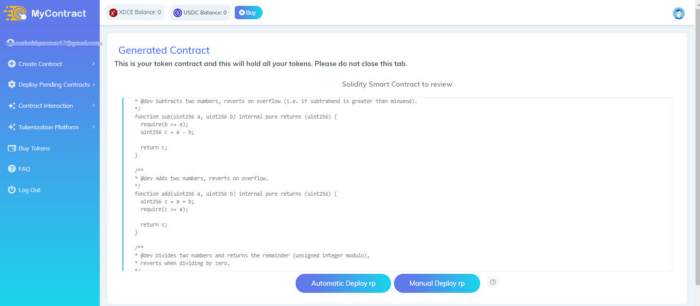 MyContract
XDCE Balance: 0
USDC Balance: 0
Buy
Create Contract
Deploy Pending Contracts
Contract Interaction
Tokenization Platform
Buy Tokens
FAQ
Log Out
Generated Contract
This is your token contract and this will hold all your tokens. Please do not close this tab.
Solidity Smart Contract to review
* @dev Subtracts two numbers, reverts on overflow (i.e. if subtrahend is greater than minuend).
*/
function sub(uint256 a, uint256 b) internal pure returns (uint256) {
require(b <= a);
uint256 c = a - b;
return c;
}
/**
* @dev Adds two numbers, reverts on overflow.
*/
function add(uint256 a, uint256 b) internal pure returns (uint256) {
uint256 c = a + b;
require(c >= a);
return c;
}
/**
* @dev Divides two numbers and returns the remainder (unsigned integer modulo),
* reverts when dividing by zero.
*/
Automatic Deploy rp
Manual Deploy rp